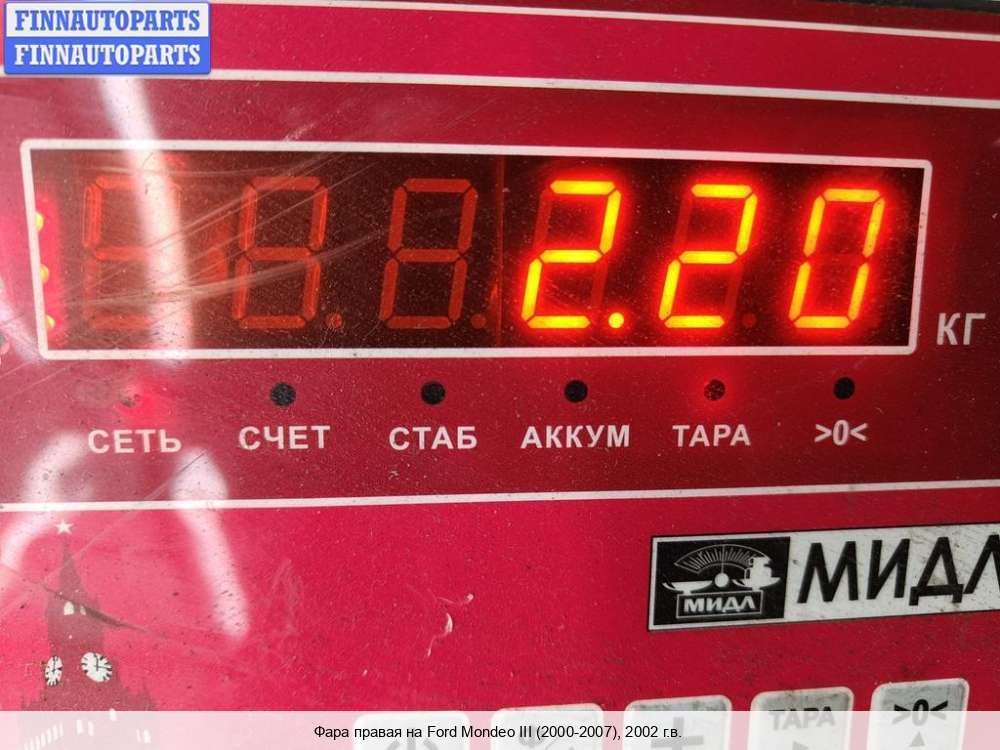 FINNAUTOPARTS
FINNAUTOPARTS
2.20
КГ
СЕТЬ СЧЕТ СТАБ АККУМ ТАРА >0<
МИДЛ МИДЛ
ТАРА >0<
Фара правая на Ford Mondeo III (2000-2007), 2002 г.в.